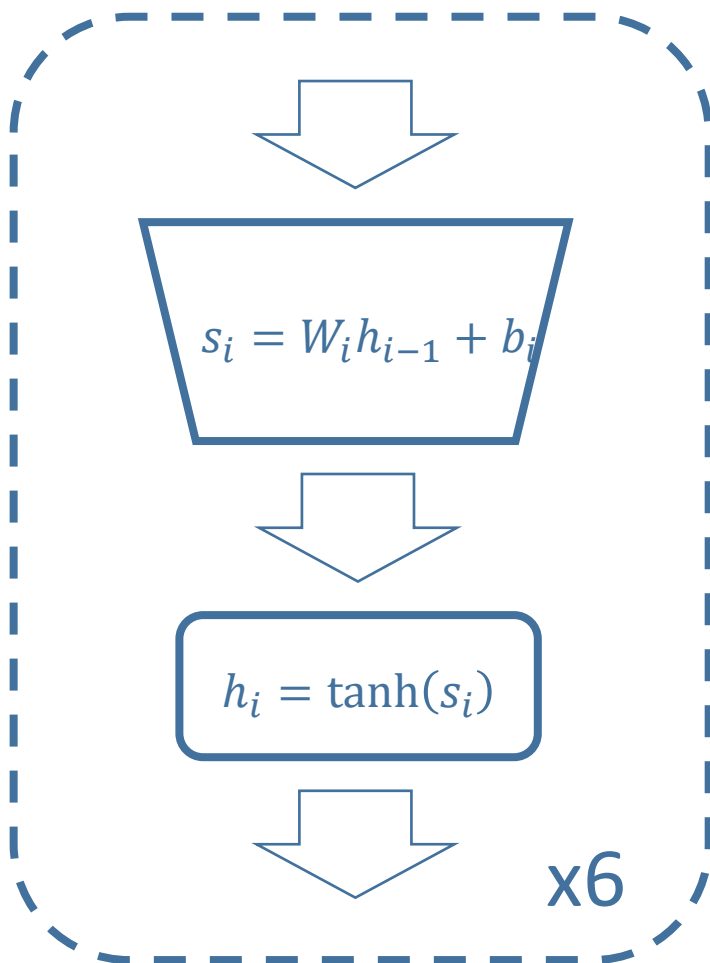 sᵢ = Wᵢhᵢ₋₁ + bᵢ
hᵢ = tanh(sᵢ)
x6